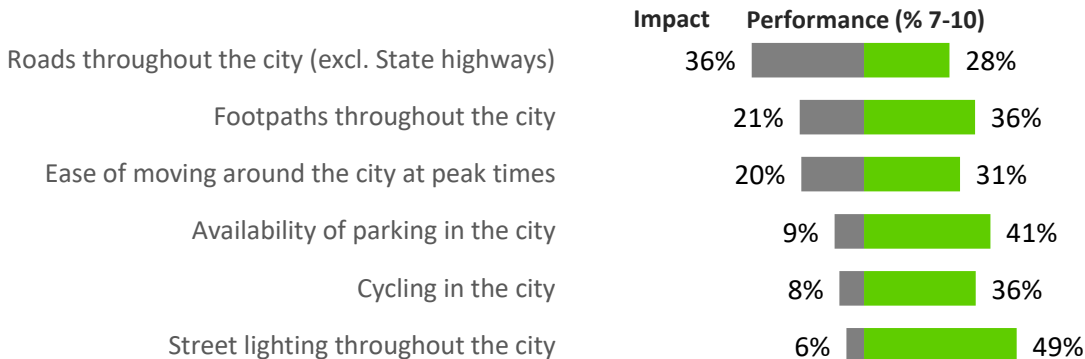 Impact Performance (% 7-10)
Roads throughout the city (excl. State highways) 36% 28%
Footpaths throughout the city 21% 36%
Ease of moving around the city at peak times 20% 31%
Availability of parking in the city 9% 41%
Cycling in the city 8% 36%
Street lighting throughout the city 6% 49%